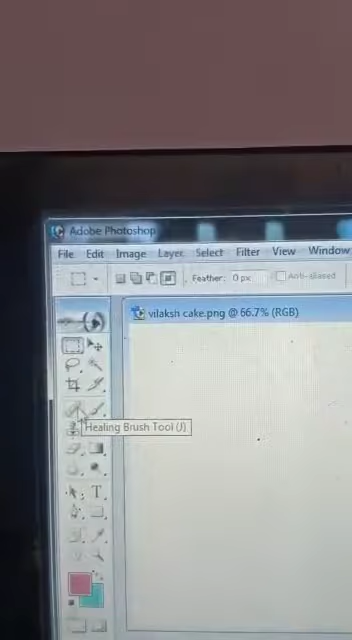 Adobe Photoshop
File Edit Image Layer Select Filter View Window
Feather: 0 px Anti-aliased
vilaksh cake.png @ 66.7% (RGB)
Healing Brush Tool (J)
T